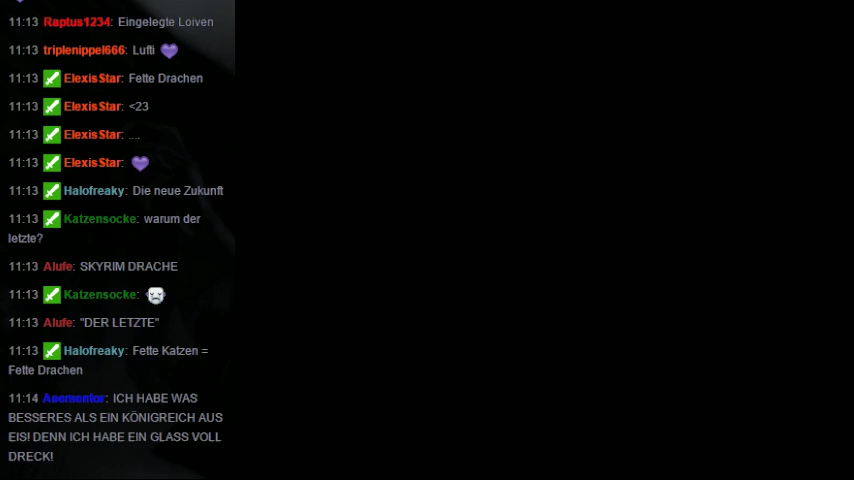 11:13 Raptus1234: Eingelegte Loiven
11:13 triplenippel666: Lufti
11:13 ElexisStar: Fette Drachen
11:13 ElexisStar: <23
11:13 ElexisStar: ....
11:13 ElexisStar:
11:13 Halofreaky: Die neue Zukunft
11:13 Katzensocke: warum der
letzte?
11:13 Alufe: SKYRIM DRACHE
11:13 Katzensocke:
11:13 Alufe: "DER LETZTE"
11:13 Halofreaky: Fette Katzen =
Fette Drachen
11:14 ICH HABE WAS
BESSERES ALS EIN KÖNIGREICH AUS
EIS! DENN ICH HABE EIN GLASS VOLL
DRECK!